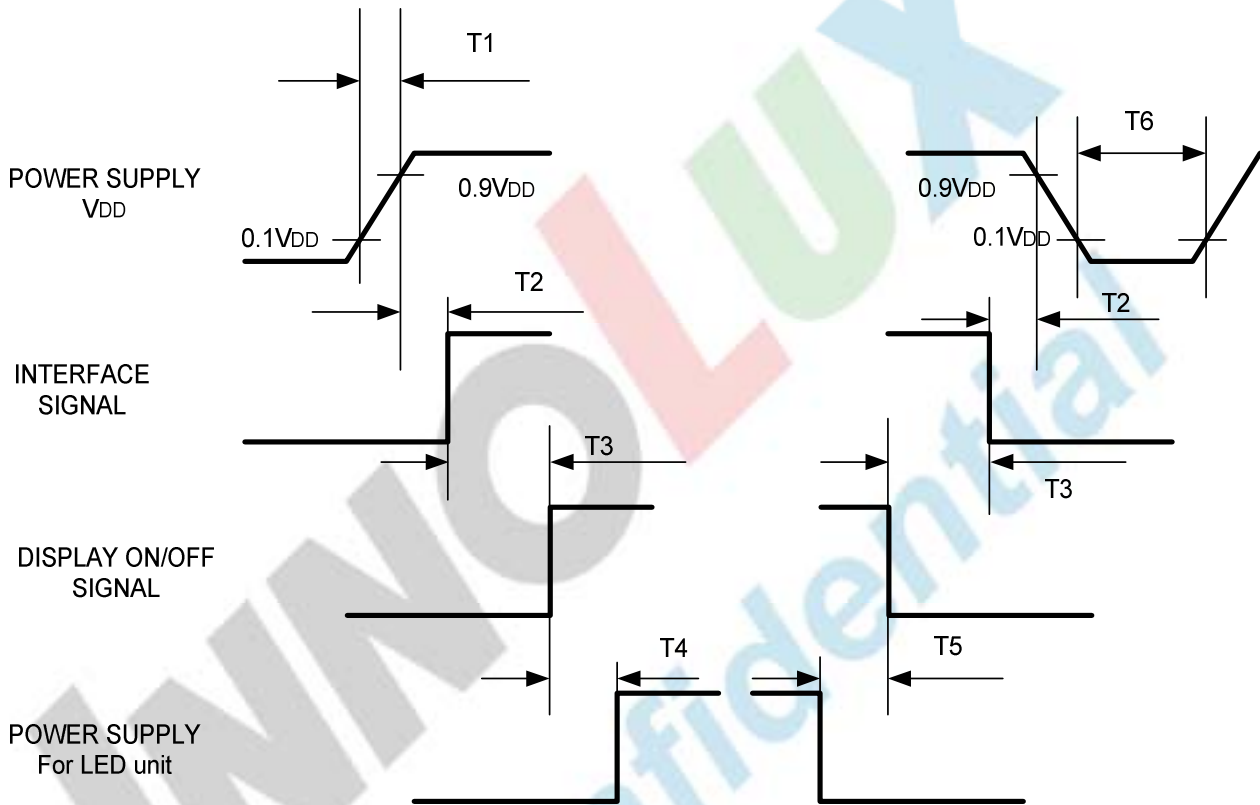 T1
T6
POWER SUPPLY
VDD
0.9VDD
0.9VDD
0.1VDD
0.1VDD
T2
T2
INTERFACE
SIGNAL
T3
T3
DISPLAY ON/OFF
SIGNAL
T4
T5
POWER SUPPLY
For LED unit
INNOLUX
Confidential